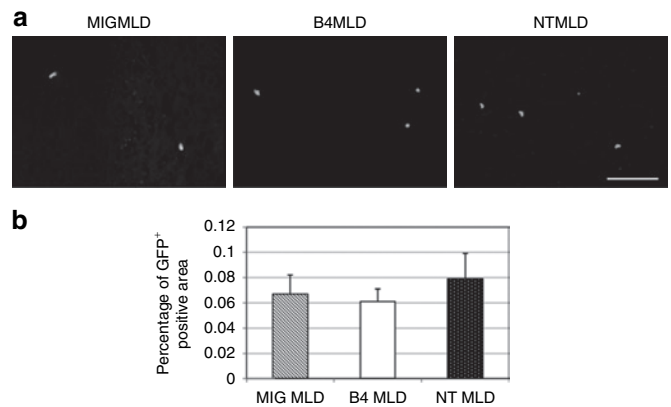 a
MIGMLD
B4MLD
NTMLD
b
Percentage of GFP+
positive area
0.12
0.1
0.08
0.06
0.04
0.02
0
MIG MLD
B4 MLD
NT MLD